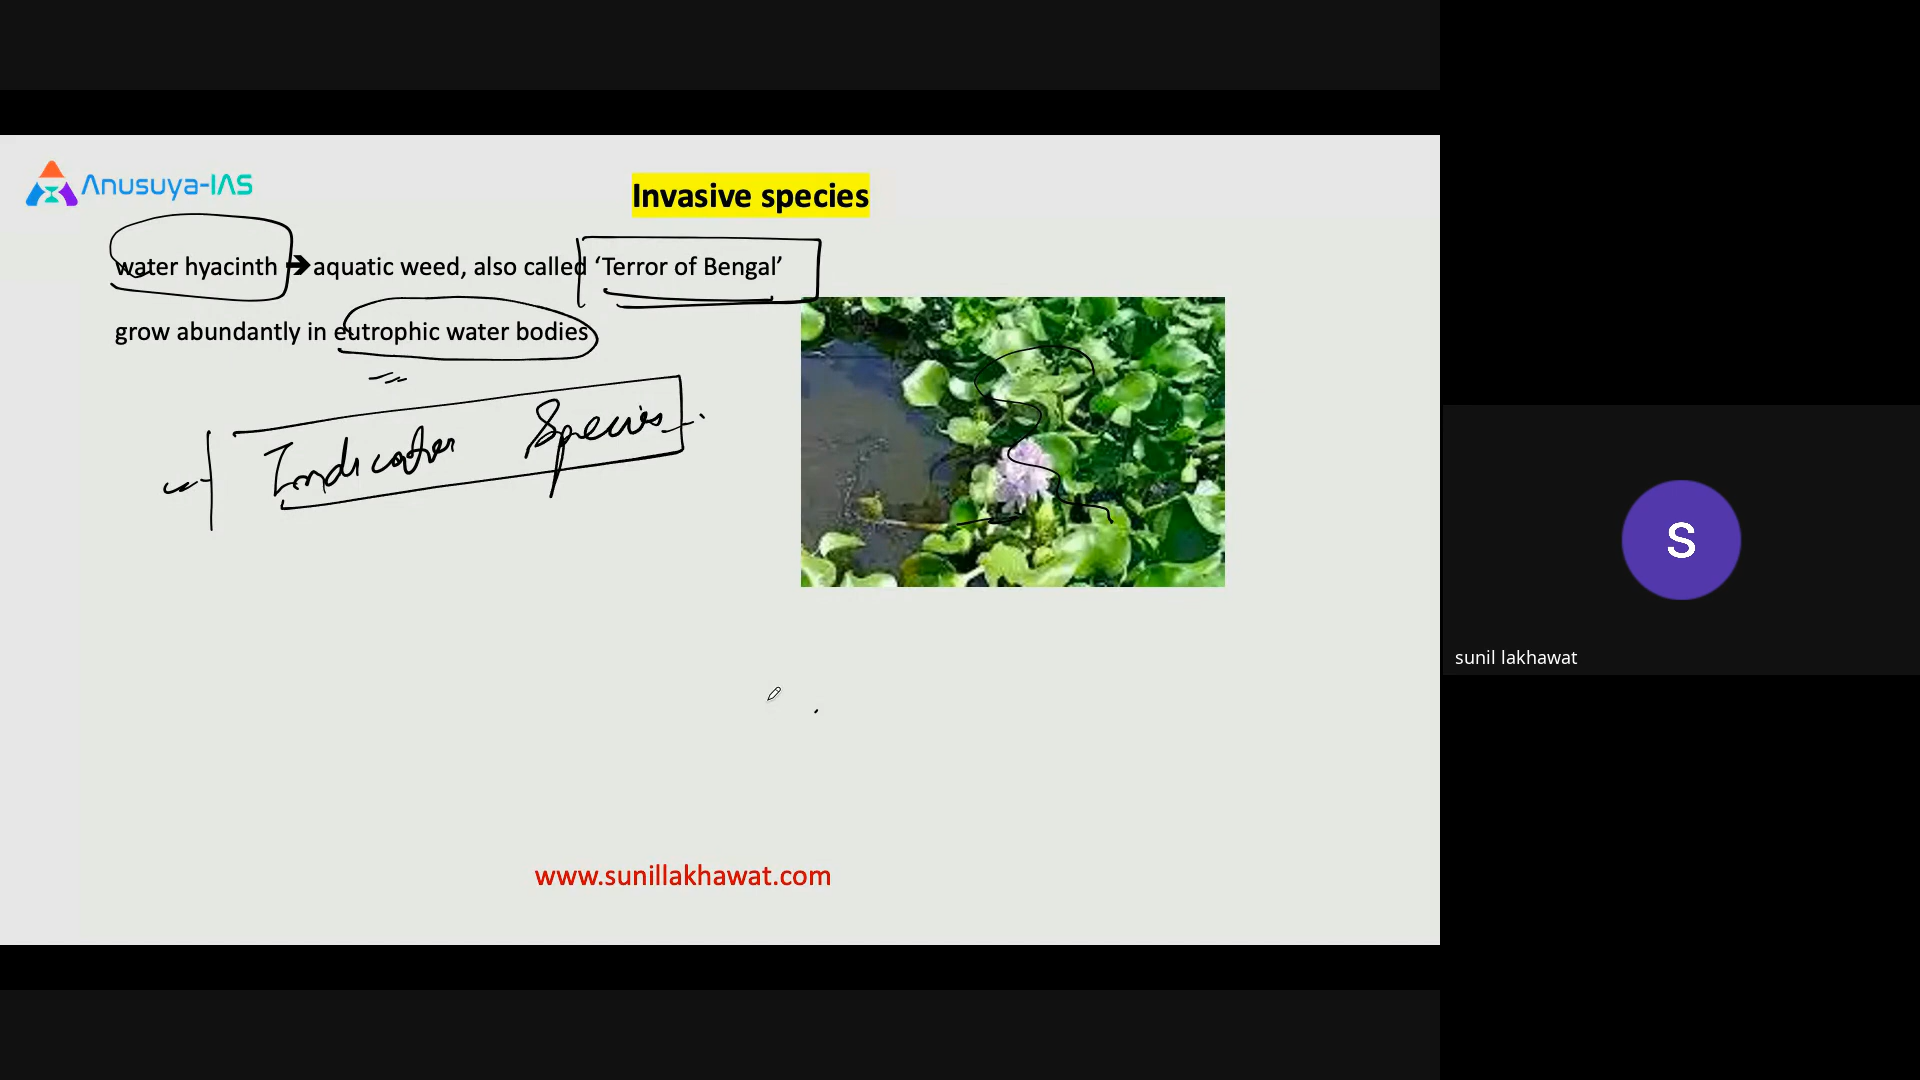 Anusuya-IAS
Invasive species
water hyacinth ➔aquatic weed, also called ‘Terror of Bengal’
grow abundantly in eutrophic water bodies
Indicator Species
S
sunil lakhawat
www.sunillakhawat.com